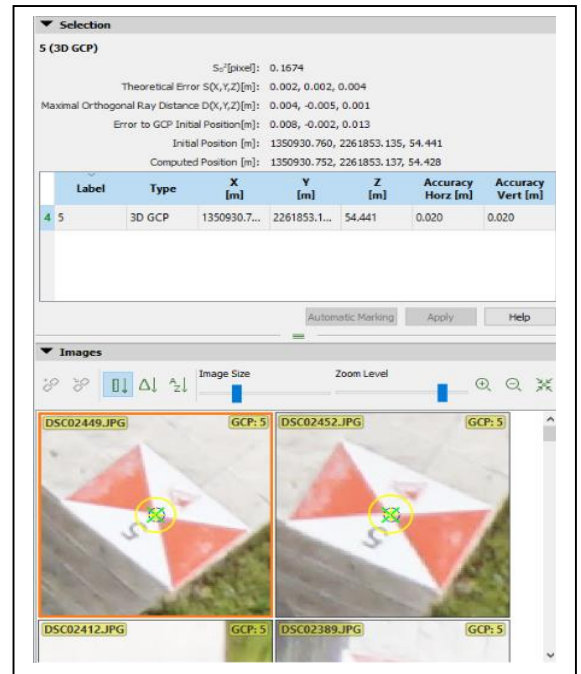 Selection
5 (3D GCP)
S₀²[pixel]: 0.1674
Theoretical Error S(X,Y,Z)[m]: 0.002, 0.002, 0.004
Maximal Orthogonal Ray Distance D(X,Y,Z)[m]: 0.004, -0.005, 0.001
Error to GCP Initial Position[m]: 0.008, -0.002, 0.013
Initial Position [m]: 1350930.760, 2261853.135, 54.441
Computed Position [m]: 1350930.752, 2261853.137, 54.428
Label Type X [m] Y [m] Z [m] Accuracy Horz [m] Accuracy Vert [m]
4 5 3D GCP 1350930.7... 2261853.1... 54.441 0.020 0.020
Automatic Marking Apply Help
Images
Image Size Zoom Level
DSC02449.JPG GCP: 5 DSC02452.JPG GCP: 5
5 5
DSC02412.JPG GCP: 5 DSC02389.JPG GCP: 5